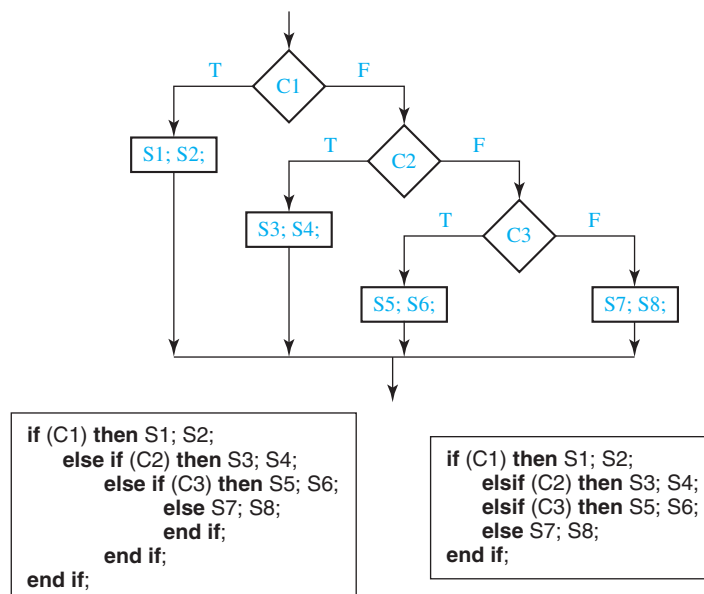 T
F
C1
S1; S2;
T
F
C2
S3; S4;
T
F
C3
S5; S6;
S7; S8;
if (C1) then S1; S2;
else if (C2) then S3; S4;
else if (C3) then S5; S6;
else S7; S8;
end if;
end if;
end if;
if (C1) then S1; S2;
elsif (C2) then S3; S4;
elsif (C3) then S5; S6;
else S7; S8;
end if;